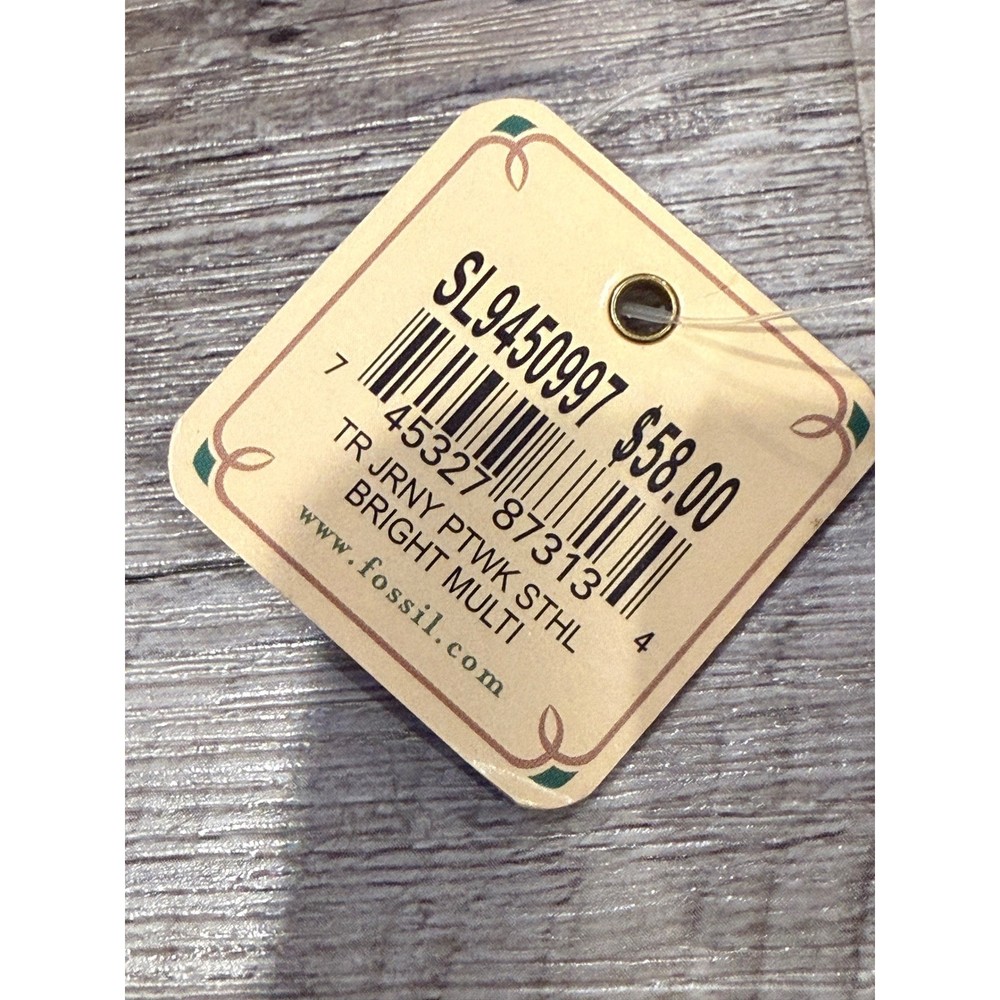 SL9450997 $58.00
7 45327 87313 4
TR JRNY PTWK STHL
BRIGHT MULTI
www.fossil.com